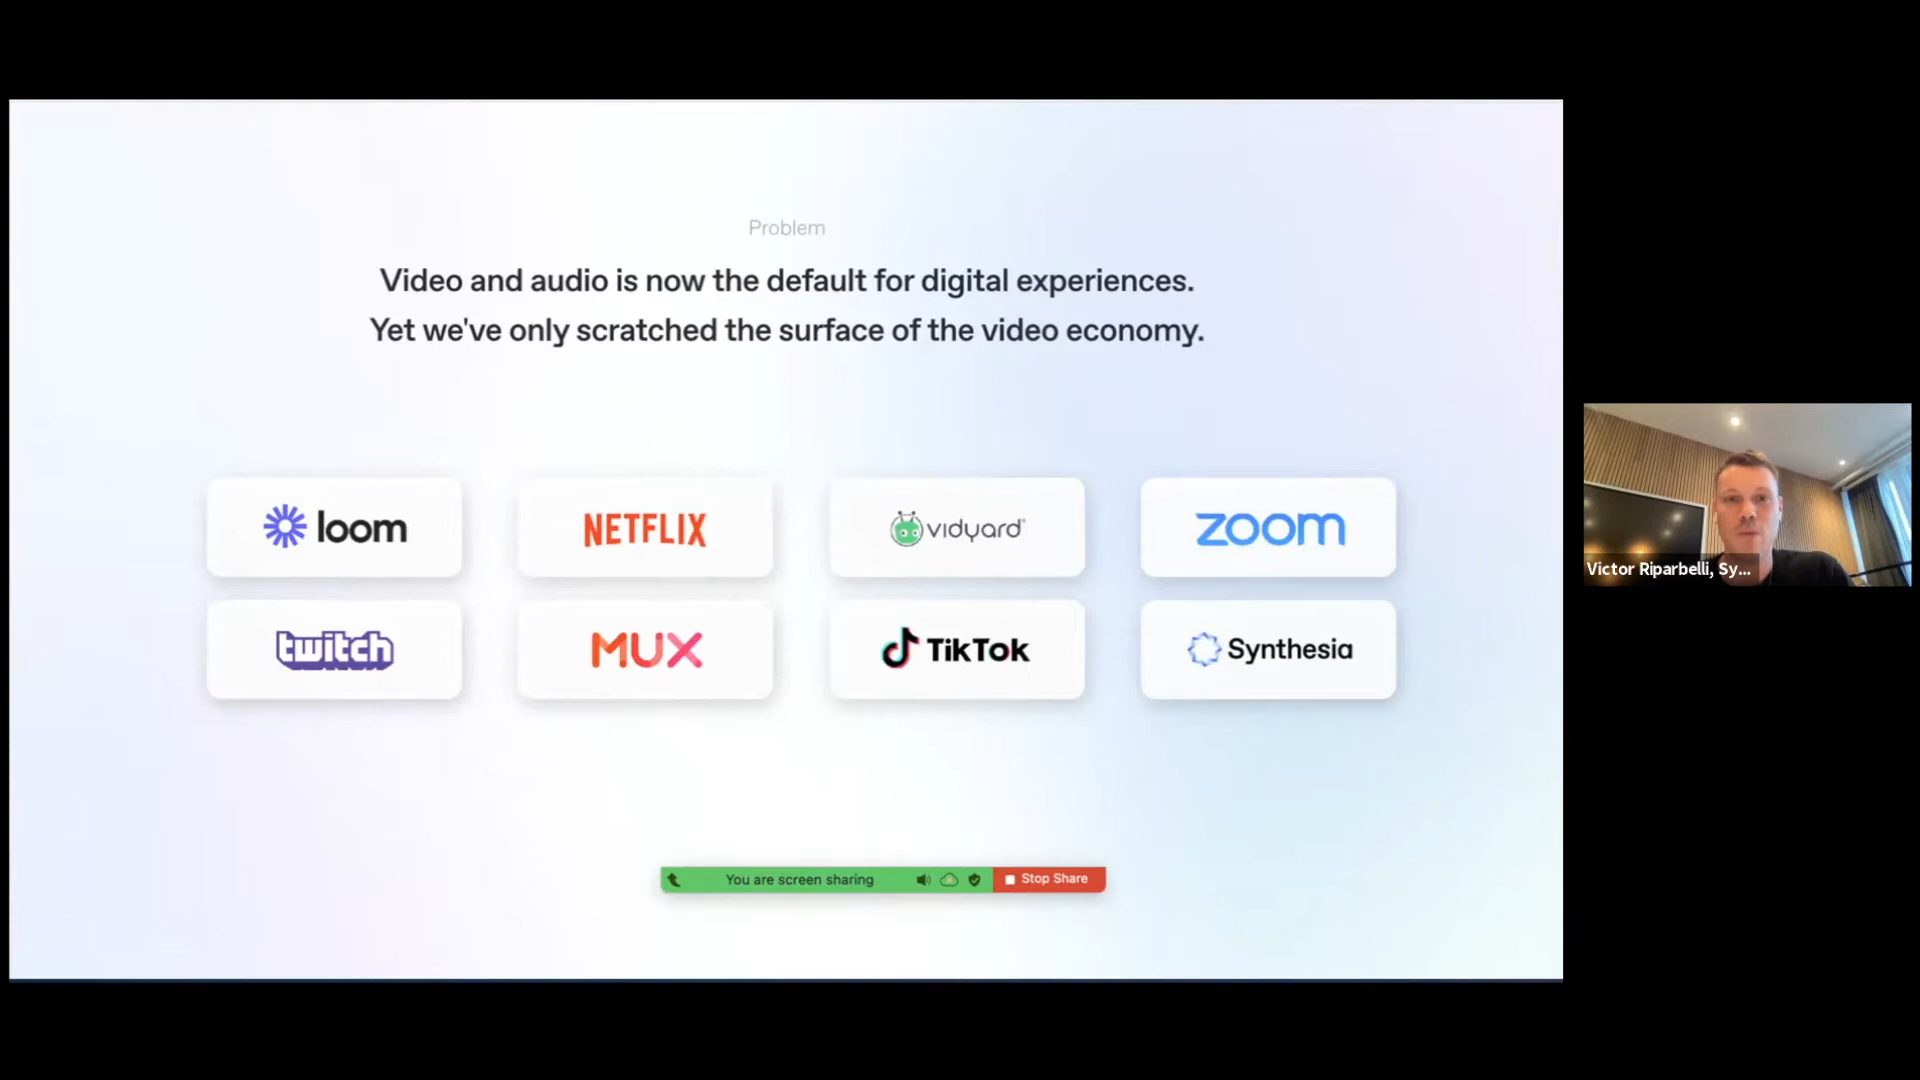 Problem
Video and audio is now the default for digital experiences.
Yet we've only scratched the surface of the video economy.
loom
NETFLIX
vidyard
zoom
twitch
MUX
TikTok
Synthesia
Victor Riparbelli, Sy...
You are screen sharing
Stop Share